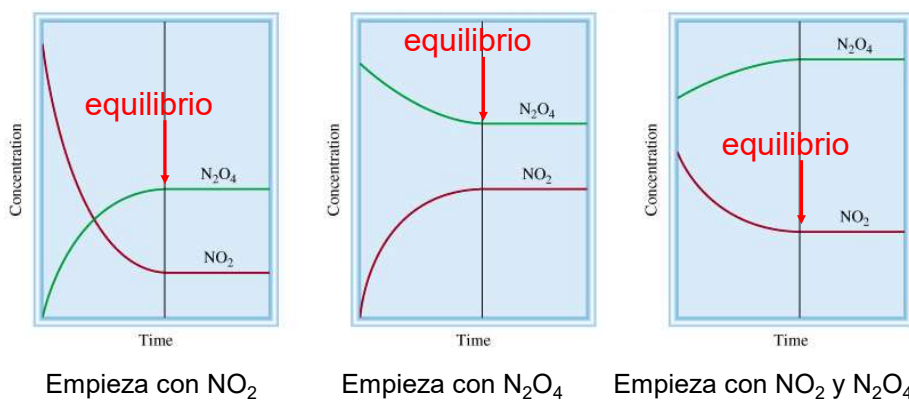 equilibrio
N₂O₄
NO₂
Concentration
Time
Empieza con NO₂
equilibrio
N₂O₄
NO₂
Concentration
Time
Empieza con N₂O₄
N₂O₄
equilibrio
NO₂
Concentration
Time
Empieza con NO₂ y N₂O₄